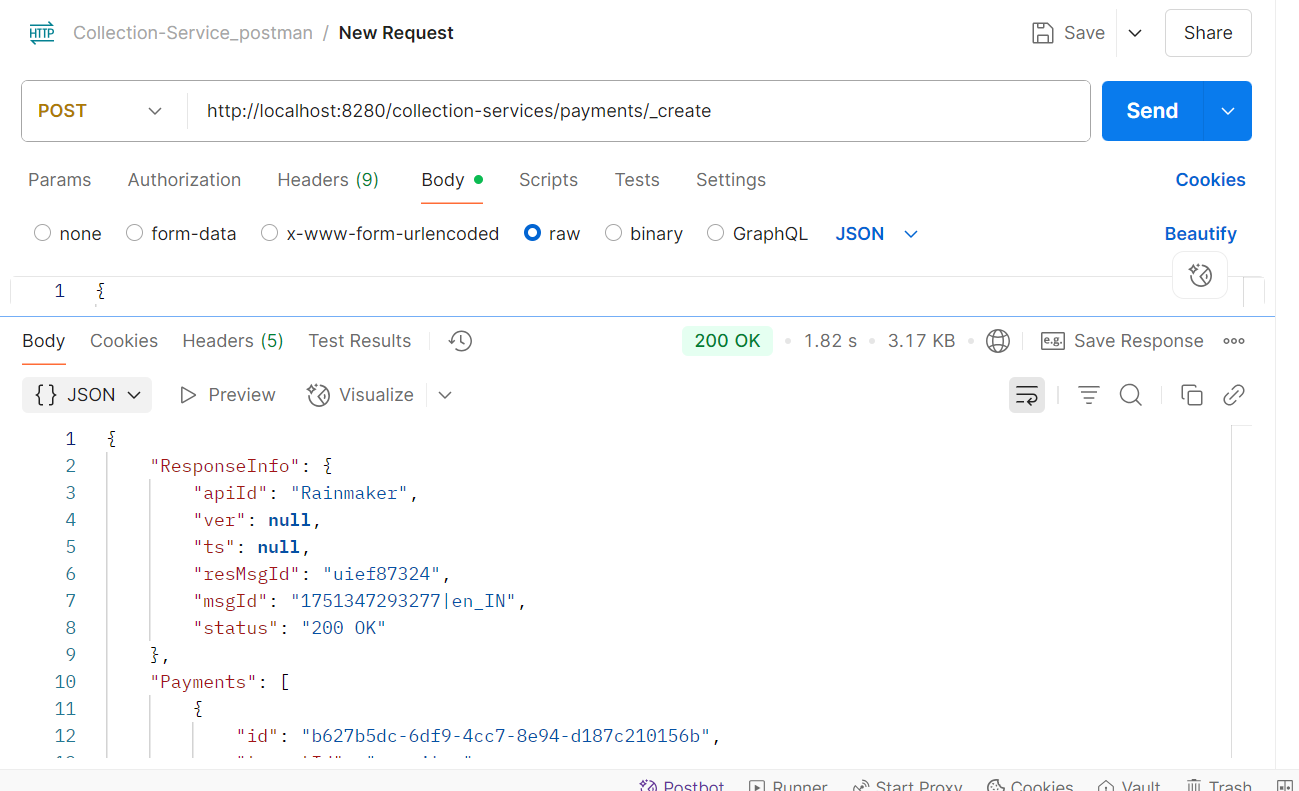 HTTP Collection-Service_postman / New Request Save Share
POST http://localhost:8280/collection-services/payments/_create Send
Params Authorization Headers (9) Body Scripts Tests Settings Cookies
none form-data x-www-form-urlencoded raw binary GraphQL JSON Beautify
1 {
Body Cookies Headers (5) Test Results 200 OK 1.82 s 3.17 KB e.g. Save Response
{} JSON Preview Visualize
1 {
2 "ResponseInfo": {
3 "apiId": "Rainmaker",
4 "ver": null,
5 "ts": null,
6 "resMsgId": "uief87324",
7 "msgId": "1751347293277|en_IN",
8 "status": "200 OK"
9 },
10 "Payments": [
11 {
12 "id": "b627b5dc-6df9-4cc7-8e94-d187c210156b",
Postbot Runner Start Proxy Cookies Vault Trash